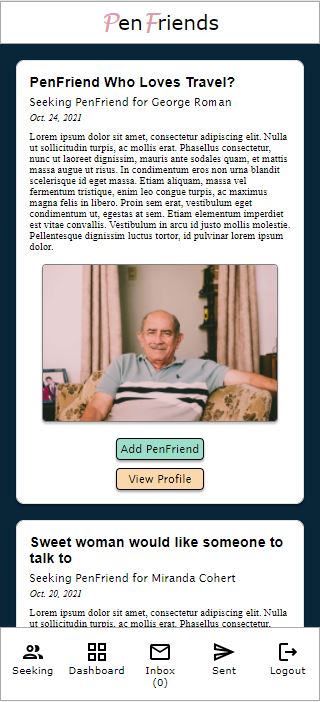 PenFriends
PenFriend Who Loves Travel?
Seeking PenFriend for George Roman
Oct. 24, 2021
Lorem ipsum dolor sit amet, consectetur adipiscing elit. Nulla
ut sollicitudin turpis, ac mollis erat. Phasellus consectetur,
nunc ut laoreet dignissim, mauris ante sodales quam, et mattis
massa augue ut risus. In condimentum eros non urna blandit
scelerisque id eget massa. Etiam aliquam, massa vel
fermentum tristique, enim leo congue turpis, ac maximus
magna felis in libero. Proin sem erat, vestibulum eget
condimentum ut, egestas at sem. Etiam elementum imperdiet
est vitae convallis. Vestibulum in arcu id justo mollis molestie.
Pellentesque dignissim luctus tortor, id pulvinar lorem ipsum
dolor.
Add PenFriend
View Profile
Sweet woman would like someone to
talk to
Seeking PenFriend for Miranda Cohert
Oct. 20, 2021
Lorem ipsum dolor sit amet, consectetur adipiscing elit. Nulla
ut sollicitudin turpis, ac mollis erat. Phasellus consectetur,
Seeking Dashboard Inbox Sent Logout
(0)